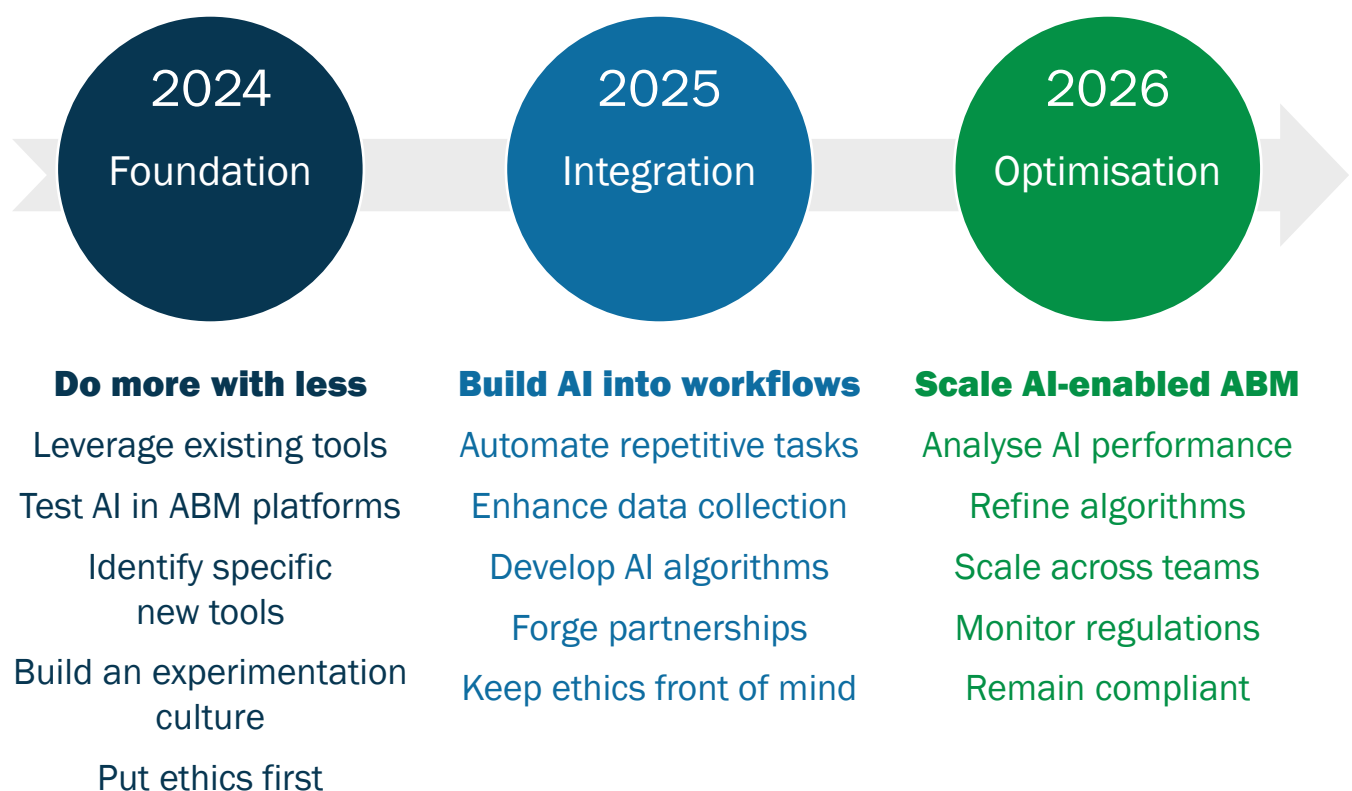 2024
Foundation
2025
Integration
2026
Optimisation
Do more with less
Leverage existing tools
Test AI in ABM platforms
Identify specific
new tools
Build an experimentation
culture
Put ethics first
Build AI into workflows
Automate repetitive tasks
Enhance data collection
Develop AI algorithms
Forge partnerships
Keep ethics front of mind
Scale AI-enabled ABM
Analyse AI performance
Refine algorithms
Scale across teams
Monitor regulations
Remain compliant